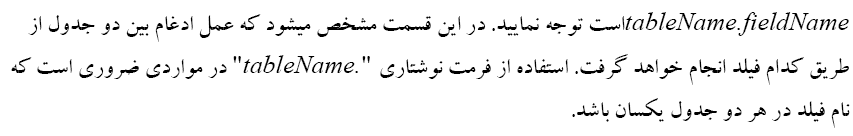 tableName.fieldName است توجه نمایید. در این قسمت مشخص میشود که عمل ادغام بین دو جدول از
طریق کدام فیلد انجام خواهد گرفت. استفاده از فرمت نوشتاری "tableName." در مواردی ضروری است که
نام فیلد در هر دو جدول یکسان باشد.